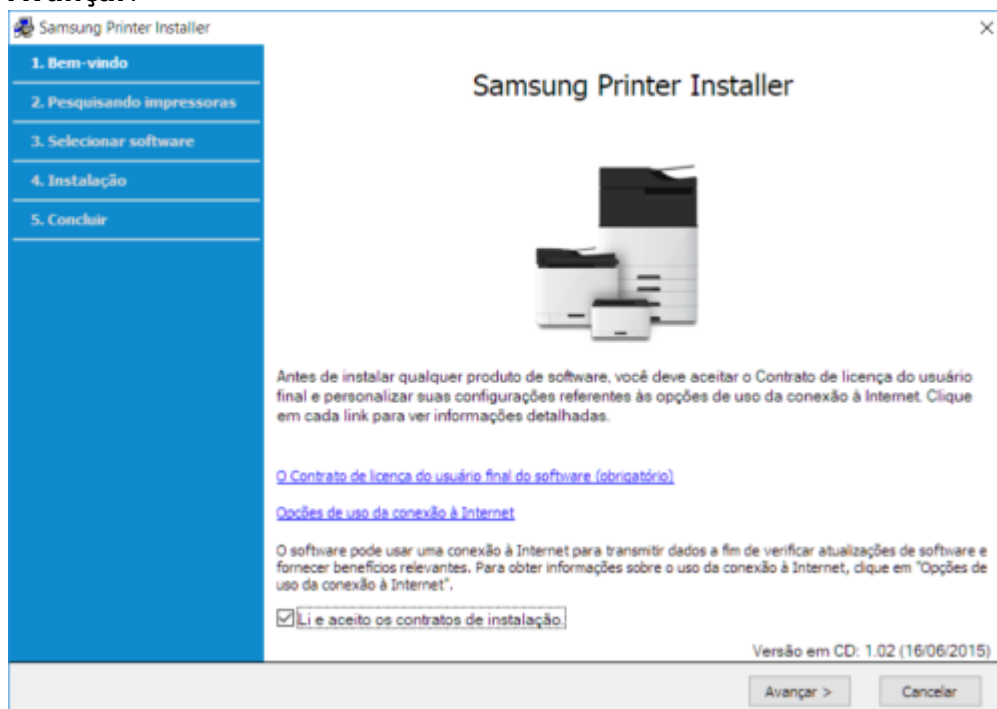 Samsung Printer Installer
1. Bem-vindo
2. Pesquisando impressoras
3. Selecionar software
4. Instalação
5. Concluir
Samsung Printer Installer
Antes de instalar qualquer produto de software, você deve aceitar o Contrato de licença do usuário
final e personalizar suas configurações referentes às opções de uso da conexão à Internet. Clique
em cada link para ver informações detalhadas.
O Contrato de licença do usuário final do software (obrigatório)
Opções de uso da conexão à Internet
O software pode usar uma conexão à Internet para transmitir dados a fim de verificar atualizações de software e
fornecer benefícios relevantes. Para obter informações sobre o uso da conexão à Internet, clique em "Opções de
uso da conexão à Internet".
Li e aceito os contratos de instalação.
Versão em CD: 1.02 (16/06/2015)
Avançar >
Cancelar